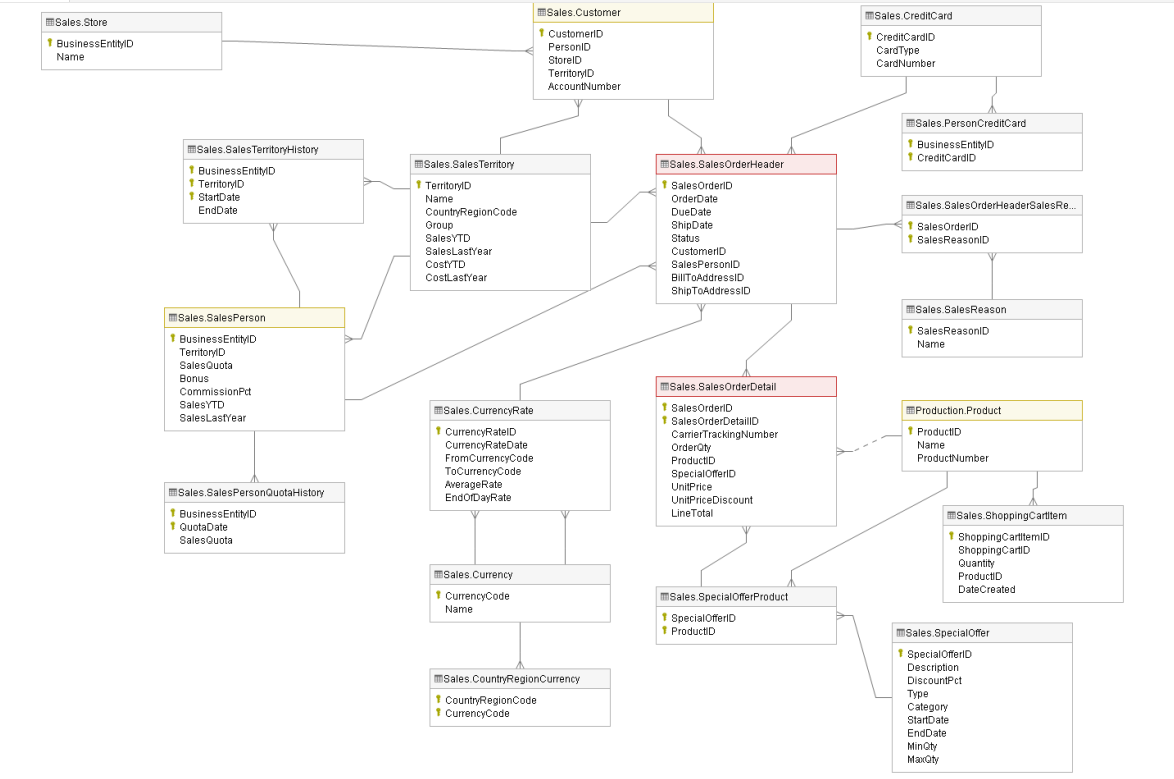 Sales.Store
BusinessEntityID
Name
Sales.Customer
CustomerID
PersonID
StoreID
TerritoryID
AccountNumber
Sales.CreditCard
CreditCardID
CardType
CardNumber
Sales.PersonCreditCard
BusinessEntityID
CreditCardID
Sales.SalesTerritoryHistory
BusinessEntityID
TerritoryID
StartDate
EndDate
Sales.SalesTerritory
TerritoryID
Name
CountryRegionCode
Group
SalesYTD
SalesLastYear
CostYTD
CostLastYear
Sales.SalesOrderHeader
SalesOrderID
OrderDate
DueDate
ShipDate
Status
CustomerID
SalesPersonID
BillToAddressID
ShipToAddressID
Sales.SalesOrderHeaderSalesRe...
SalesOrderID
SalesReasonID
Sales.SalesReason
SalesReasonID
Name
Sales.SalesPerson
BusinessEntityID
TerritoryID
SalesQuota
Bonus
CommissionPct
SalesYTD
SalesLastYear
Sales.CurrencyRate
CurrencyRateID
CurrencyRateDate
FromCurrencyCode
ToCurrencyCode
AverageRate
EndOfDayRate
Sales.SalesOrderDetail
SalesOrderID
SalesOrderDetailID
CarrierTrackingNumber
OrderQty
ProductID
SpecialOfferID
UnitPrice
UnitPriceDiscount
LineTotal
Production.Product
ProductID
Name
ProductNumber
Sales.SalesPersonQuotaHistory
BusinessEntityID
QuotaDate
SalesQuota
Sales.ShoppingCartItem
ShoppingCartItemID
ShoppingCartID
Quantity
ProductID
DateCreated
Sales.Currency
CurrencyCode
Name
Sales.SpecialOfferProduct
SpecialOfferID
ProductID
Sales.SpecialOffer
SpecialOfferID
Description
DiscountPct
Type
Category
StartDate
EndDate
MinQty
MaxQty
Sales.CountryRegionCurrency
CountryRegionCode
CurrencyCode